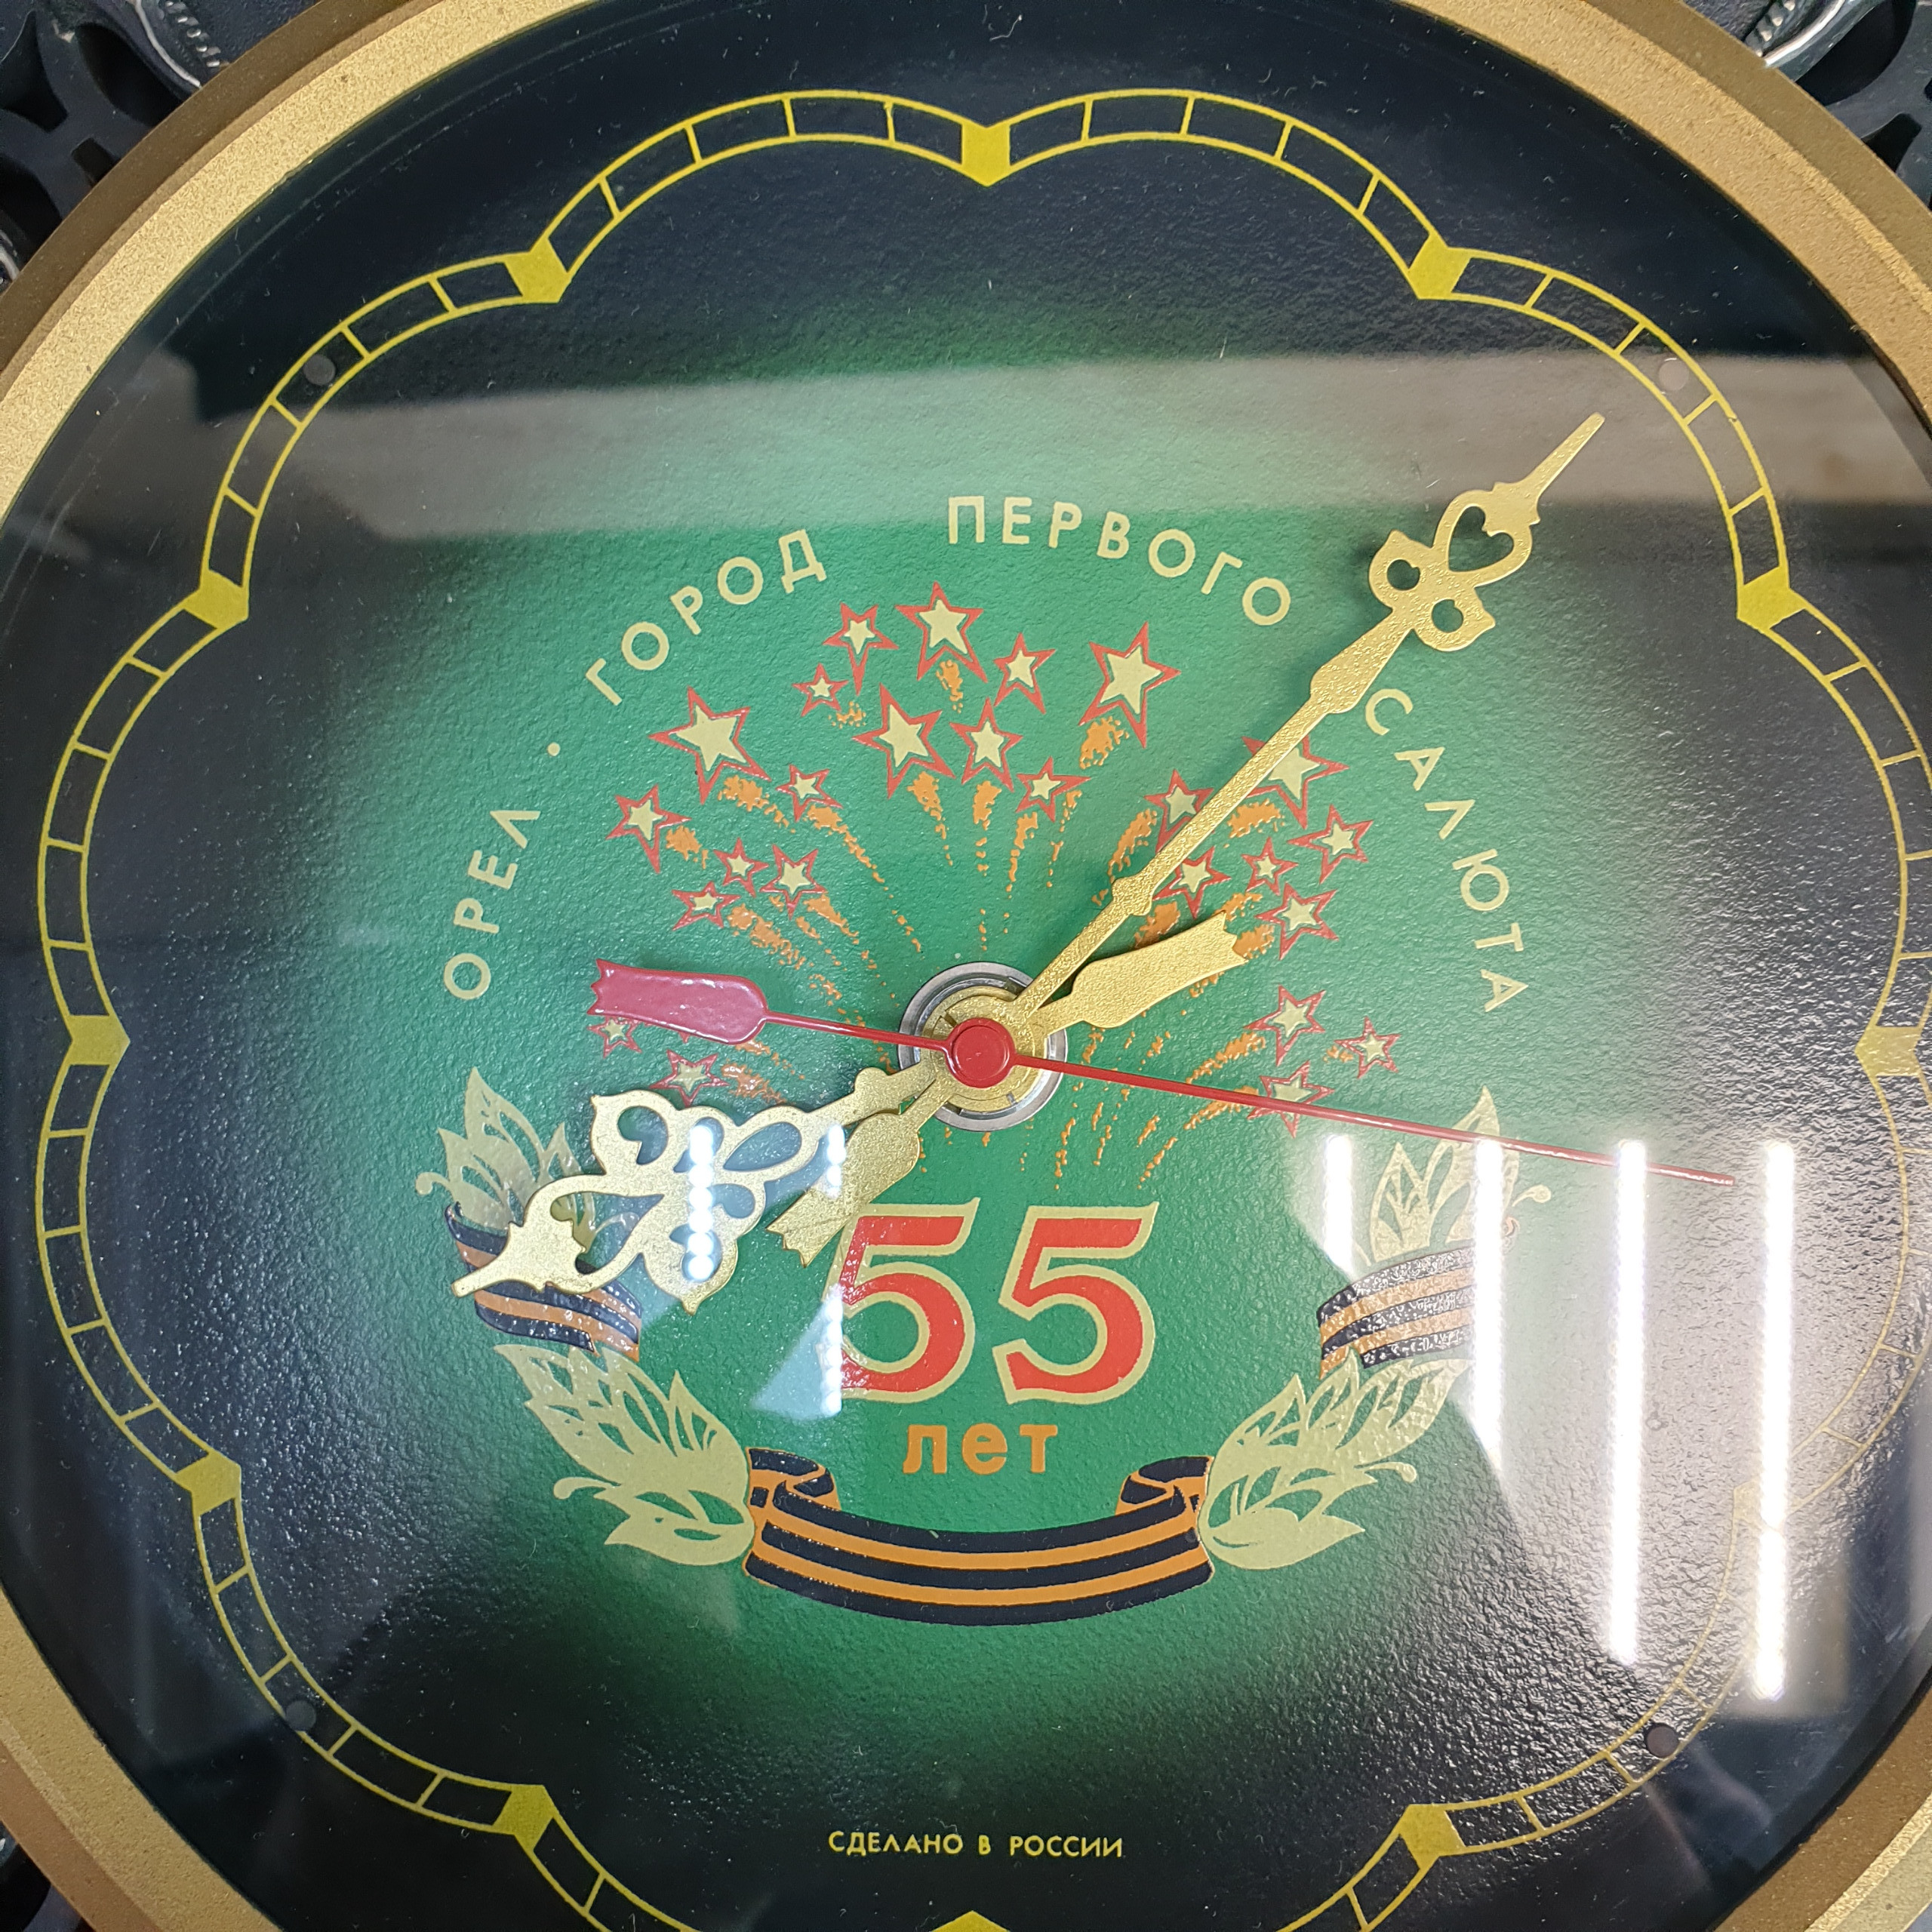 ОРЕЛ · ГОРОД ПЕРВОГО САЛЮТА
55
лет
СДЕЛАНО В РОССИИ